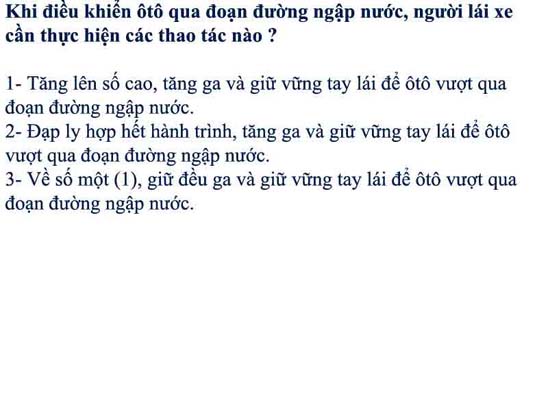 Khi điều khiển ôtô qua đoạn đường ngập nước, người lái xe
cần thực hiện các thao tác nào ?
1- Tăng lên số cao, tăng ga và giữ vững tay lái để ôtô vượt qua
đoạn đường ngập nước.
2- Đạp ly hợp hết hành trình, tăng ga và giữ vững tay lái để ôtô
vượt qua đoạn đường ngập nước.
3- Về số một (1), giữ đều ga và giữ vững tay lái để ôtô vượt qua
đoạn đường ngập nước.